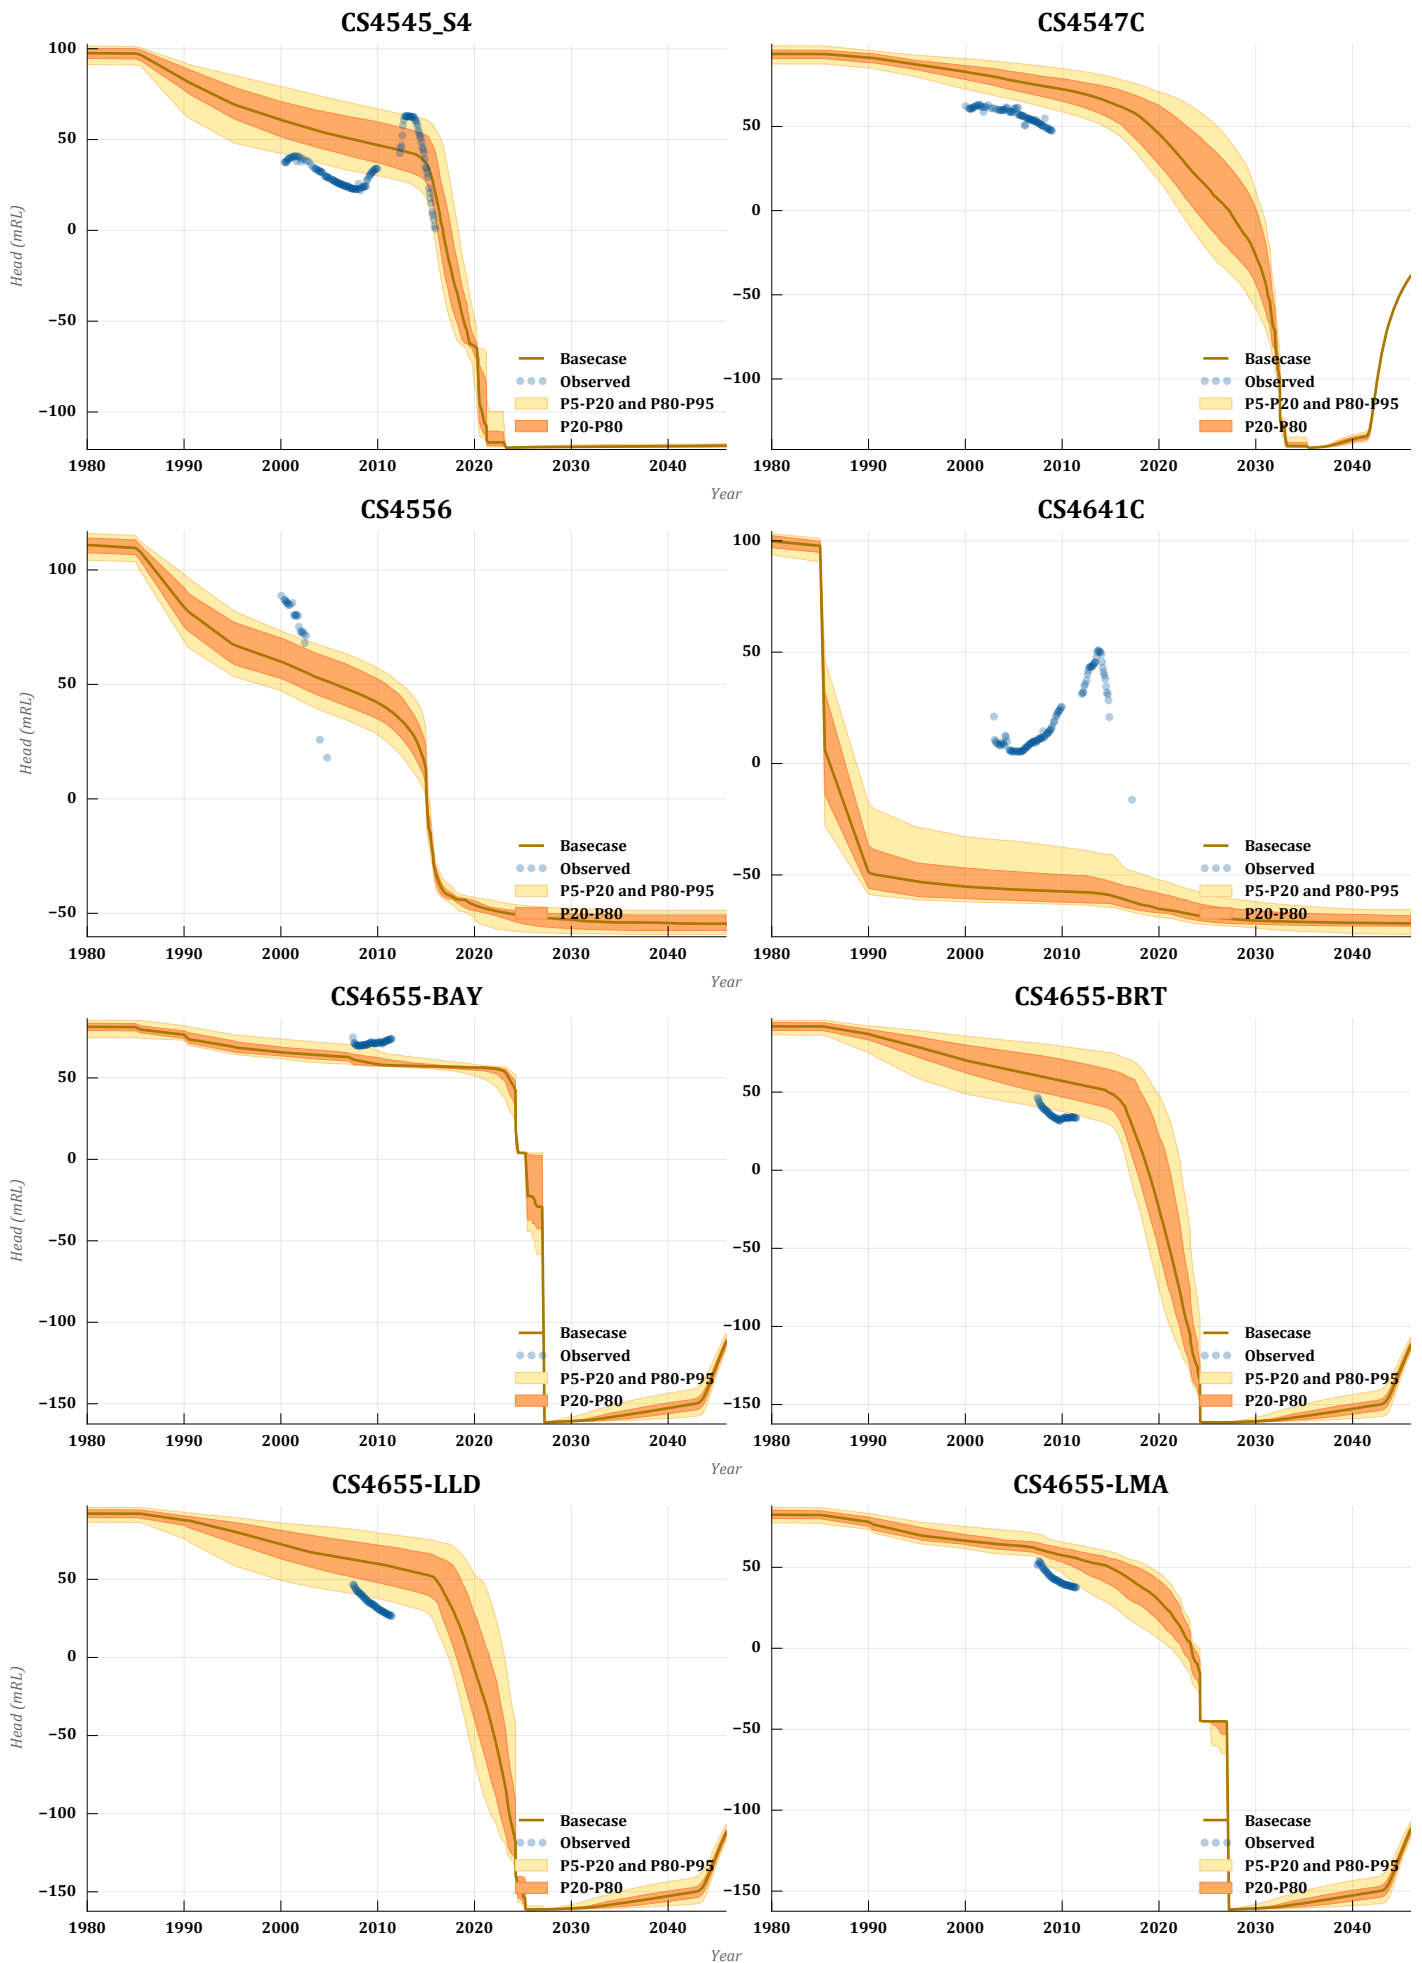 CS4545_S4
CS4547C
100
50
0
−50
−100
Head (mRL)
Basecase
Observed
P5-P20 and P80-P95
P20-P80
1980 1990 2000 2010 2020 2030 2040
Year
50
0
−50
−100
Basecase
Observed
P5-P20 and P80-P95
P20-P80
1980 1990 2000 2010 2020 2030 2040
CS4556
CS4641C
100
50
0
−50
Head (mRL)
Basecase
Observed
P5-P20 and P80-P95
P20-P80
1980 1990 2000 2010 2020 2030 2040
Year
100
50
0
−50
Basecase
Observed
P5-P20 and P80-P95
P20-P80
1980 1990 2000 2010 2020 2030 2040
CS4655-BAY
CS4655-BRT
50
0
−50
−100
−150
Head (mRL)
Basecase
Observed
P5-P20 and P80-P95
P20-P80
1980 1990 2000 2010 2020 2030 2040
Year
50
0
−50
−100
−150
Basecase
Observed
P5-P20 and P80-P95
P20-P80
1980 1990 2000 2010 2020 2030 2040
CS4655-LLD
CS4655-LMA
50
0
−50
−100
−150
Head (mRL)
Basecase
Observed
P5-P20 and P80-P95
P20-P80
1980 1990 2000 2010 2020 2030 2040
Year
50
0
−50
−100
−150
Basecase
Observed
P5-P20 and P80-P95
P20-P80
1980 1990 2000 2010 2020 2030 2040